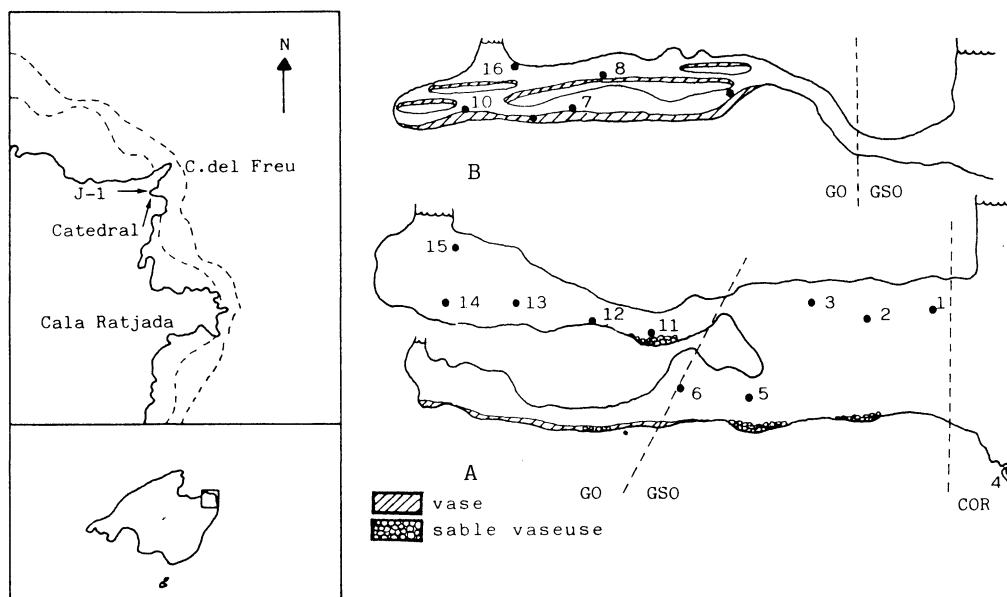 N
C.del Freu
J-1
Catedral
Cala Ratjada
16
8
10
7
B
GO
GSO
15
14
13
12
11
3
2
1
6
5
4
A
GO
GSO
COR
vase
sable vaseuse